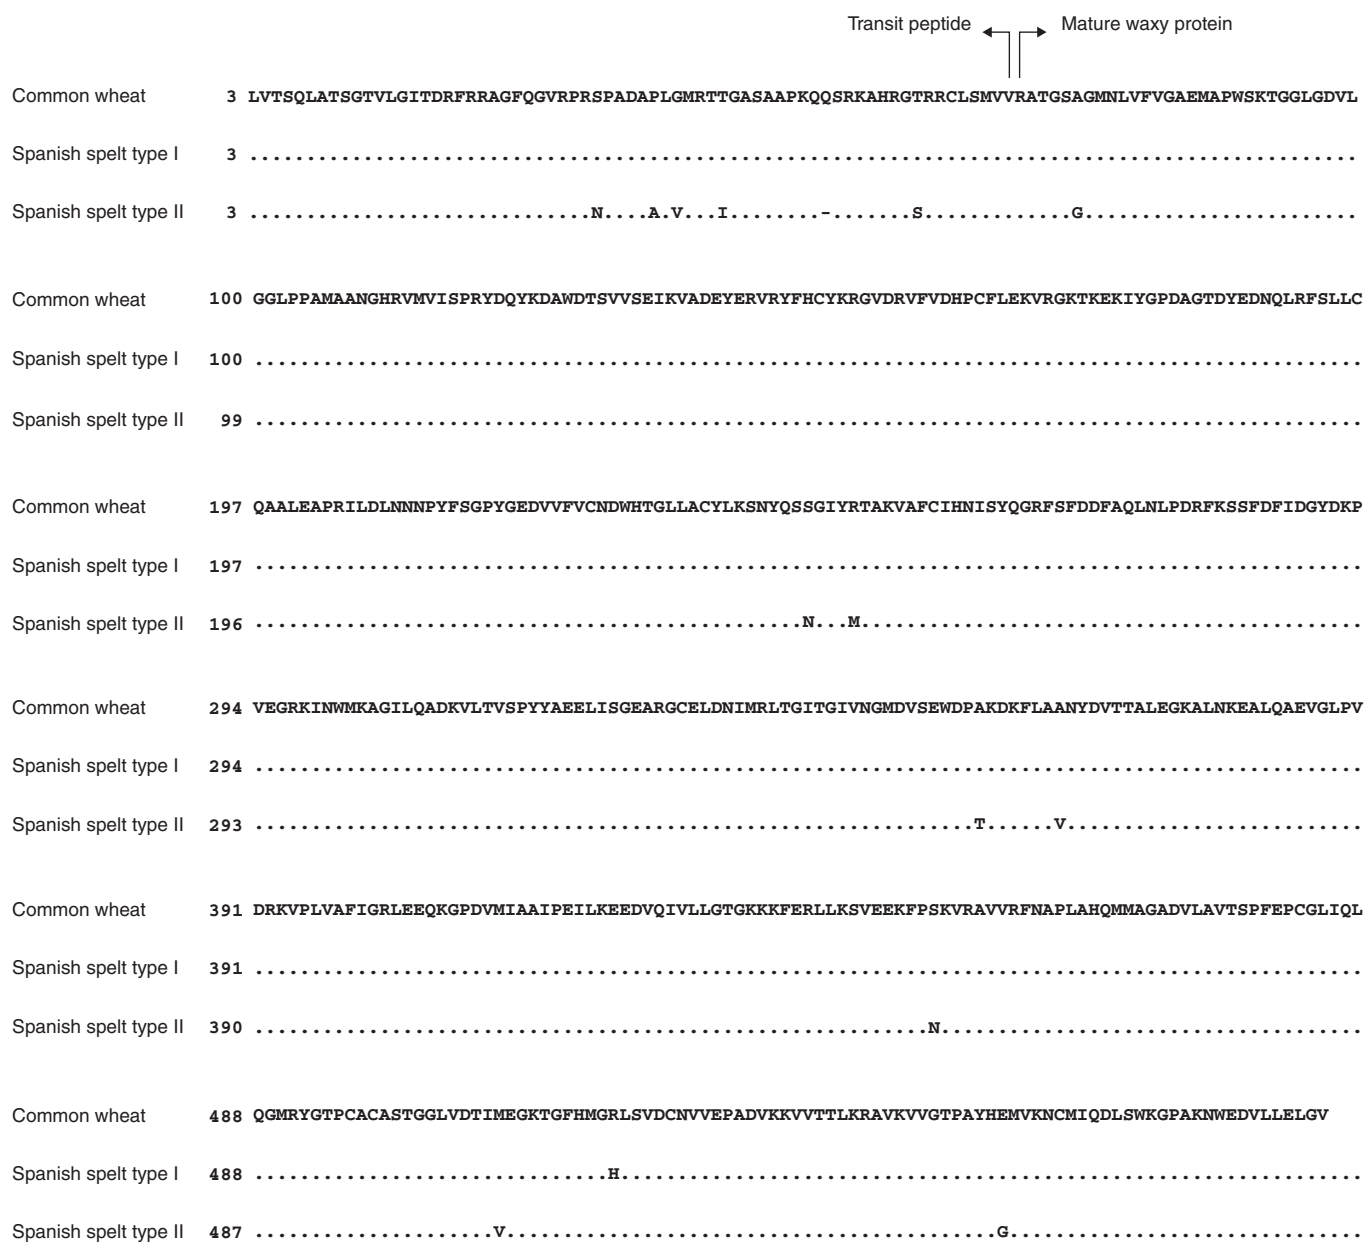 Transit peptide Mature waxy protein
Common wheat 3 LVTSQLATSGTVLGITDRFRRAGFQGVRPRSPADAPLGMRTTGASAAPKQQSRKAHRGTRRCLSMVVRATGSAGMNLVFVGAEMAPWSKTGGLGDVL
Spanish spelt type I 3 .................................................................................................
Spanish spelt type II 3 ..............................N....A.V...I........-.......S.............G........................
Common wheat 100 GGLPPAMAANGHRVMVISPRYDQYKDAWDTSVVSEIKVADEYERVRYFHCYKRGVDRVFVDHPCFLEKVRGKTKEKIYGPDAGTDYEDNQLRFSLLC
Spanish spelt type I 100 .................................................................................................
Spanish spelt type II 99 .................................................................................................
Common wheat 197 QAALEAPRILDLNNNPYFSGPYGEDVVFVCNDWHTGLLACYLKSNYQSSGIYRTAKVAFCIHNISYQGRFSFDDFAQLNLPDRFKSSFDFIDGYDKP
Spanish spelt type I 197 .................................................................................................
Spanish spelt type II 196 ................................................N...M............................................
Common wheat 294 VEGRKINWMKAGILQADKVLTVSPYYAEELISGEARGCELDNIMRLTGITGIVNGMDVSEWDPAKDKFLAANYDVTTALEGKALNKEALQAEVGLPV
Spanish spelt type I 294 .................................................................................................
Spanish spelt type II 293 ...............................................................T......V..........................
Common wheat 391 DRKVPLVAFIGRLEEQKGPDVMIAAIPEILKEEDVQIVLLGTGKKKFERLLKSVEEKFPSKVRAVVRFNAPLAHQMMAGADVLAVTSPFEPCGLIQL
Spanish spelt type I 391 .................................................................................................
Spanish spelt type II 390 ...........................................................N.....................................
Common wheat 488 QGMRYGTPCACASTGGLVDTIMEGKTGFHMGRLSVDCNVVEPADVKKVVTTLKRAVKVVGTPAYHEMVKNCMIQDLSWKGPAKNWEDVLLELGV
Spanish spelt type I 488 ...............................H.................................................................
Spanish spelt type II 487 .....................V...........................................G...............................